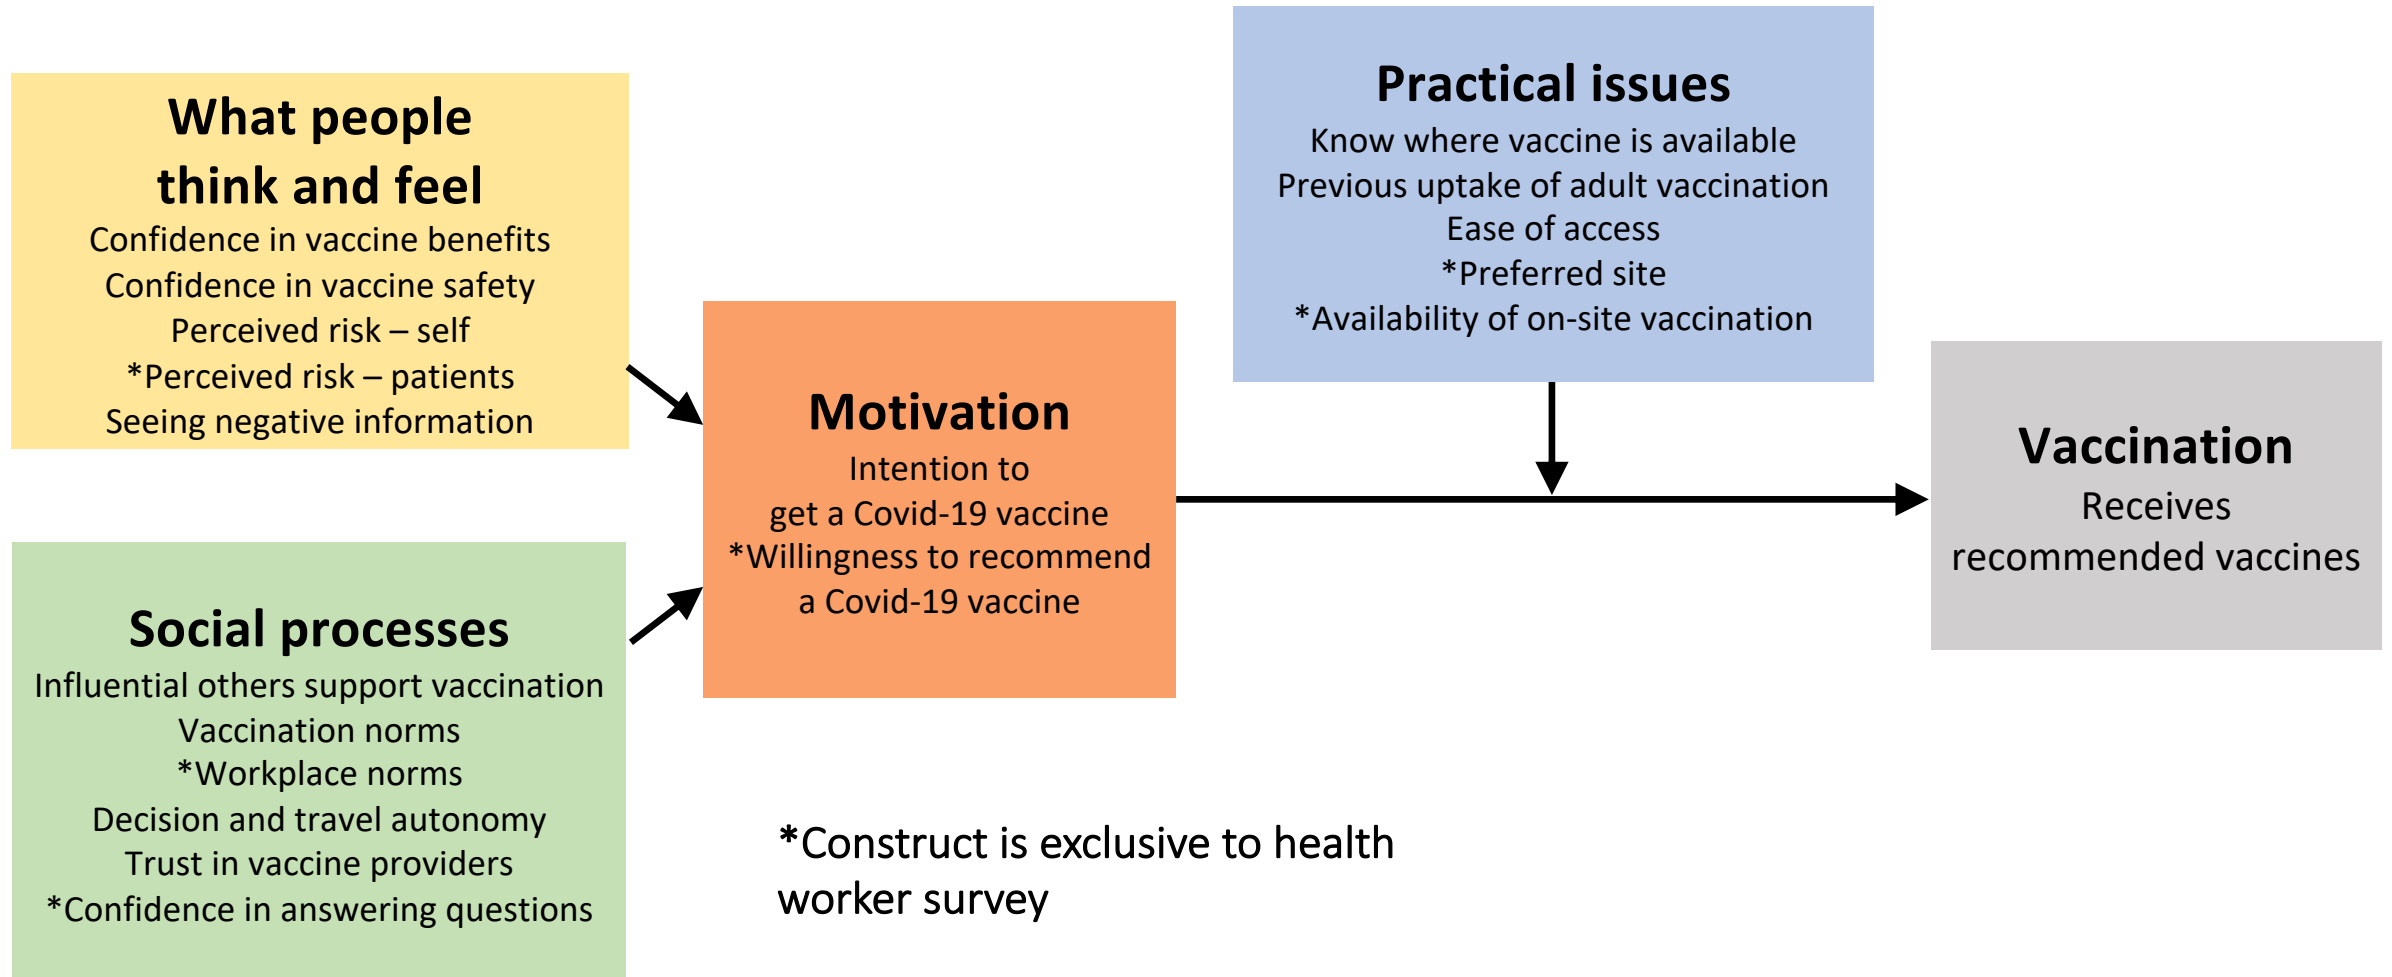 What people
think and feel
Confidence in vaccine benefits
Confidence in vaccine safety
Perceived risk – self
*Perceived risk – patients
Seeing negative information
Social processes
Influential others support vaccination
Vaccination norms
*Workplace norms
Decision and travel autonomy
Trust in vaccine providers
*Confidence in answering questions
Motivation
Intention to
get a Covid-19 vaccine
*Willingness to recommend
a Covid-19 vaccine
Practical issues
Know where vaccine is available
Previous uptake of adult vaccination
Ease of access
*Preferred site
*Availability of on-site vaccination
Vaccination
Receives
recommended vaccines
*Construct is exclusive to health
worker survey